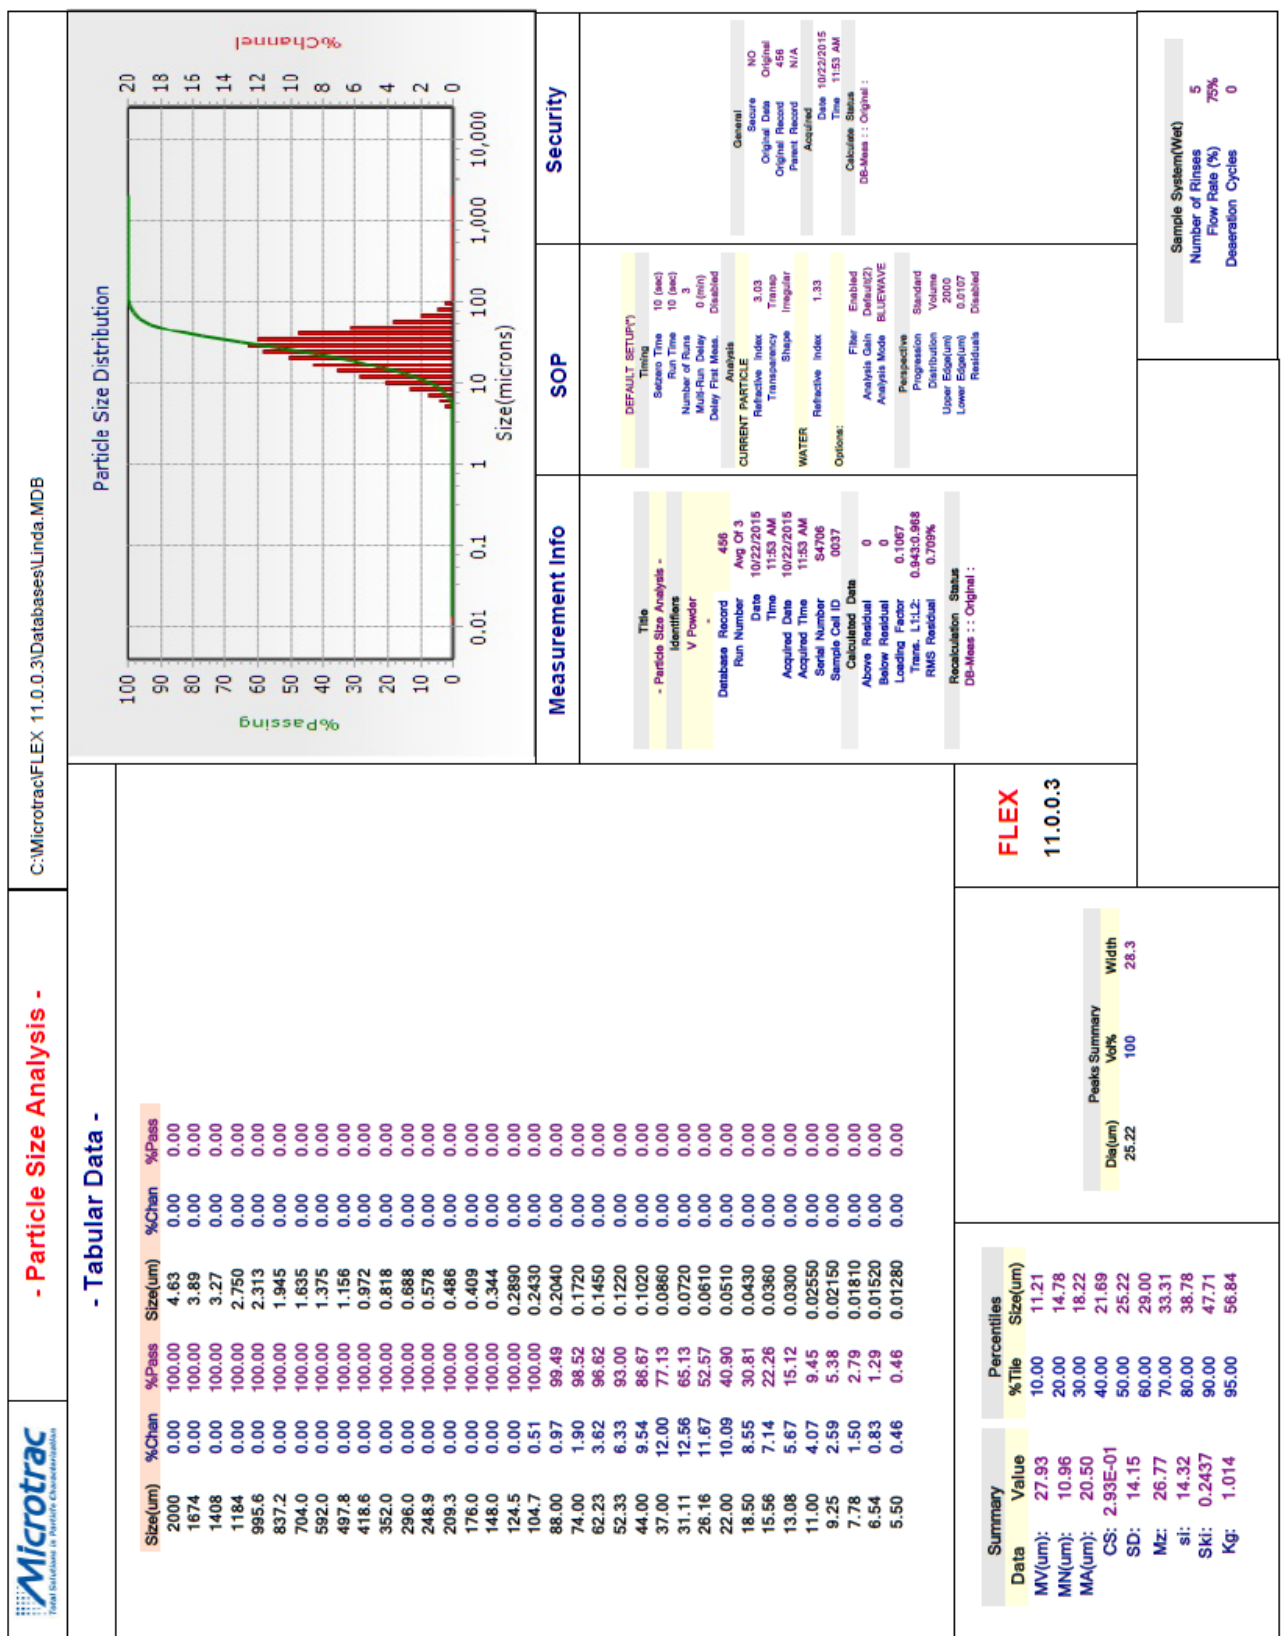 Microtrac
Total Solutions in Particle Characterization
- Particle Size Analysis -
C:\Microtrac\FLEX 11.0.0.3\Databases\Linda.MDB
- Tabular Data -
Size(um) %Chan %Pass Size(um) %Chan %Pass
2000 0.00 100.00 4.63 0.00 0.00
1674 0.00 100.00 3.89 0.00 0.00
1408 0.00 100.00 3.27 0.00 0.00
1184 0.00 100.00 2.750 0.00 0.00
995.6 0.00 100.00 2.313 0.00 0.00
837.2 0.00 100.00 1.945 0.00 0.00
704.0 0.00 100.00 1.635 0.00 0.00
592.0 0.00 100.00 1.375 0.00 0.00
497.8 0.00 100.00 1.156 0.00 0.00
418.6 0.00 100.00 0.972 0.00 0.00
352.0 0.00 100.00 0.818 0.00 0.00
296.0 0.00 100.00 0.688 0.00 0.00
248.9 0.00 100.00 0.578 0.00 0.00
209.3 0.00 100.00 0.486 0.00 0.00
176.0 0.00 100.00 0.409 0.00 0.00
148.0 0.00 100.00 0.344 0.00 0.00
124.5 0.00 100.00 0.2890 0.00 0.00
104.7 0.51 100.00 0.2430 0.00 0.00
88.00 0.97 99.49 0.2040 0.00 0.00
74.00 1.90 98.52 0.1720 0.00 0.00
62.23 3.62 96.62 0.1450 0.00 0.00
52.33 6.33 93.00 0.1220 0.00 0.00
44.00 9.54 86.67 0.1020 0.00 0.00
37.00 12.00 77.13 0.0860 0.00 0.00
31.11 12.56 65.13 0.0720 0.00 0.00
26.16 11.67 52.57 0.0610 0.00 0.00
22.00 10.09 40.90 0.0510 0.00 0.00
18.50 8.55 30.81 0.0430 0.00 0.00
15.56 7.14 22.26 0.0360 0.00 0.00
13.08 5.67 15.12 0.0300 0.00 0.00
11.00 4.07 9.45 0.02550 0.00 0.00
9.25 2.59 5.38 0.02150 0.00 0.00
7.78 1.50 2.79 0.01810 0.00 0.00
6.54 0.83 1.29 0.01520 0.00 0.00
5.50 0.46 0.46 0.01280 0.00 0.00
Particle Size Distribution
%Passing
100
90
80
70
60
50
40
30
20
10
0
%Channel
20
18
16
14
12
10
8
6
4
2
0
0.01 0.1 1 10 100 1,000 10,000
Size(microns)
Measurement Info
Title
- Particle Size Analysis -
Identifiers
V Powder
-
Database Record 456
Run Number Avg Of 3
Date 10/22/2015
Time 11:53 AM
Acquired Date 10/22/2015
Acquired Time 11:53 AM
Serial Number S4706
Sample Cell ID 0037
Calculated Data
Above Residual 0
Below Residual 0
Loading Factor 0.1067
Trans. L1:L2: 0.943:0.968
RMS Residual 0.709%
Recalculation Status
DB-Meas : : Original :
SOP
DEFAULT SETUP(*)
Timing
Setzero Time 10 (sec)
Run Time 10 (sec)
Number of Runs 3
Multi-Run Delay 0 (min)
Delay First Meas. Disabled
Analysis
CURRENT PARTICLE
Refractive Index 3.03
Transparency Transp
Shape Irregular
WATER
Refractive Index 1.33
Options:
Filter Enabled
Analysis Gain Default(2)
Analysis Mode BLUEWAVE
Perspective
Progression Standard
Distribution Volume
Upper Edge(um) 2000
Lower Edge(um) 0.0107
Residuals Disabled
Security
General
Secure NO
Original Data Original
Original Record 456
Parent Record N/A
Acquired
Date 10/22/2015
Time 11:53 AM
Calculate Status
DB-Meas : : Original :
Summary
Data Value
MV(um): 27.93
MN(um): 10.96
MA(um): 20.50
CS: 2.93E-01
SD: 14.15
Mz: 26.77
si: 14.32
Ski: 0.2437
Kg: 1.014
Percentiles
%Tile Size(um)
10.00 11.21
20.00 14.78
30.00 18.22
40.00 21.69
50.00 25.22
60.00 29.00
70.00 33.31
80.00 38.78
90.00 47.71
95.00 56.84
Peaks Summary
Dia(um) Vol% Width
25.22 100 28.3
FLEX
11.0.0.3
Sample System(Wet)
Number of Rinses 5
Flow Rate (%) 75%
Deaeration Cycles 0